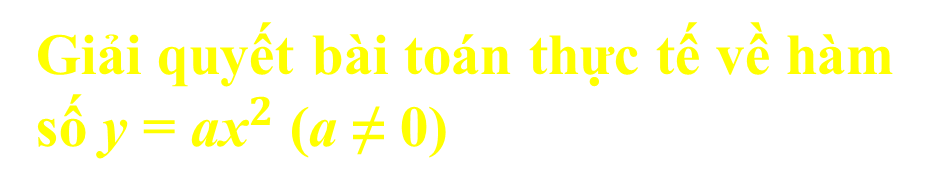 Giải quyết bài toán thực tế về hàm
số y = ax² (a ≠ 0)